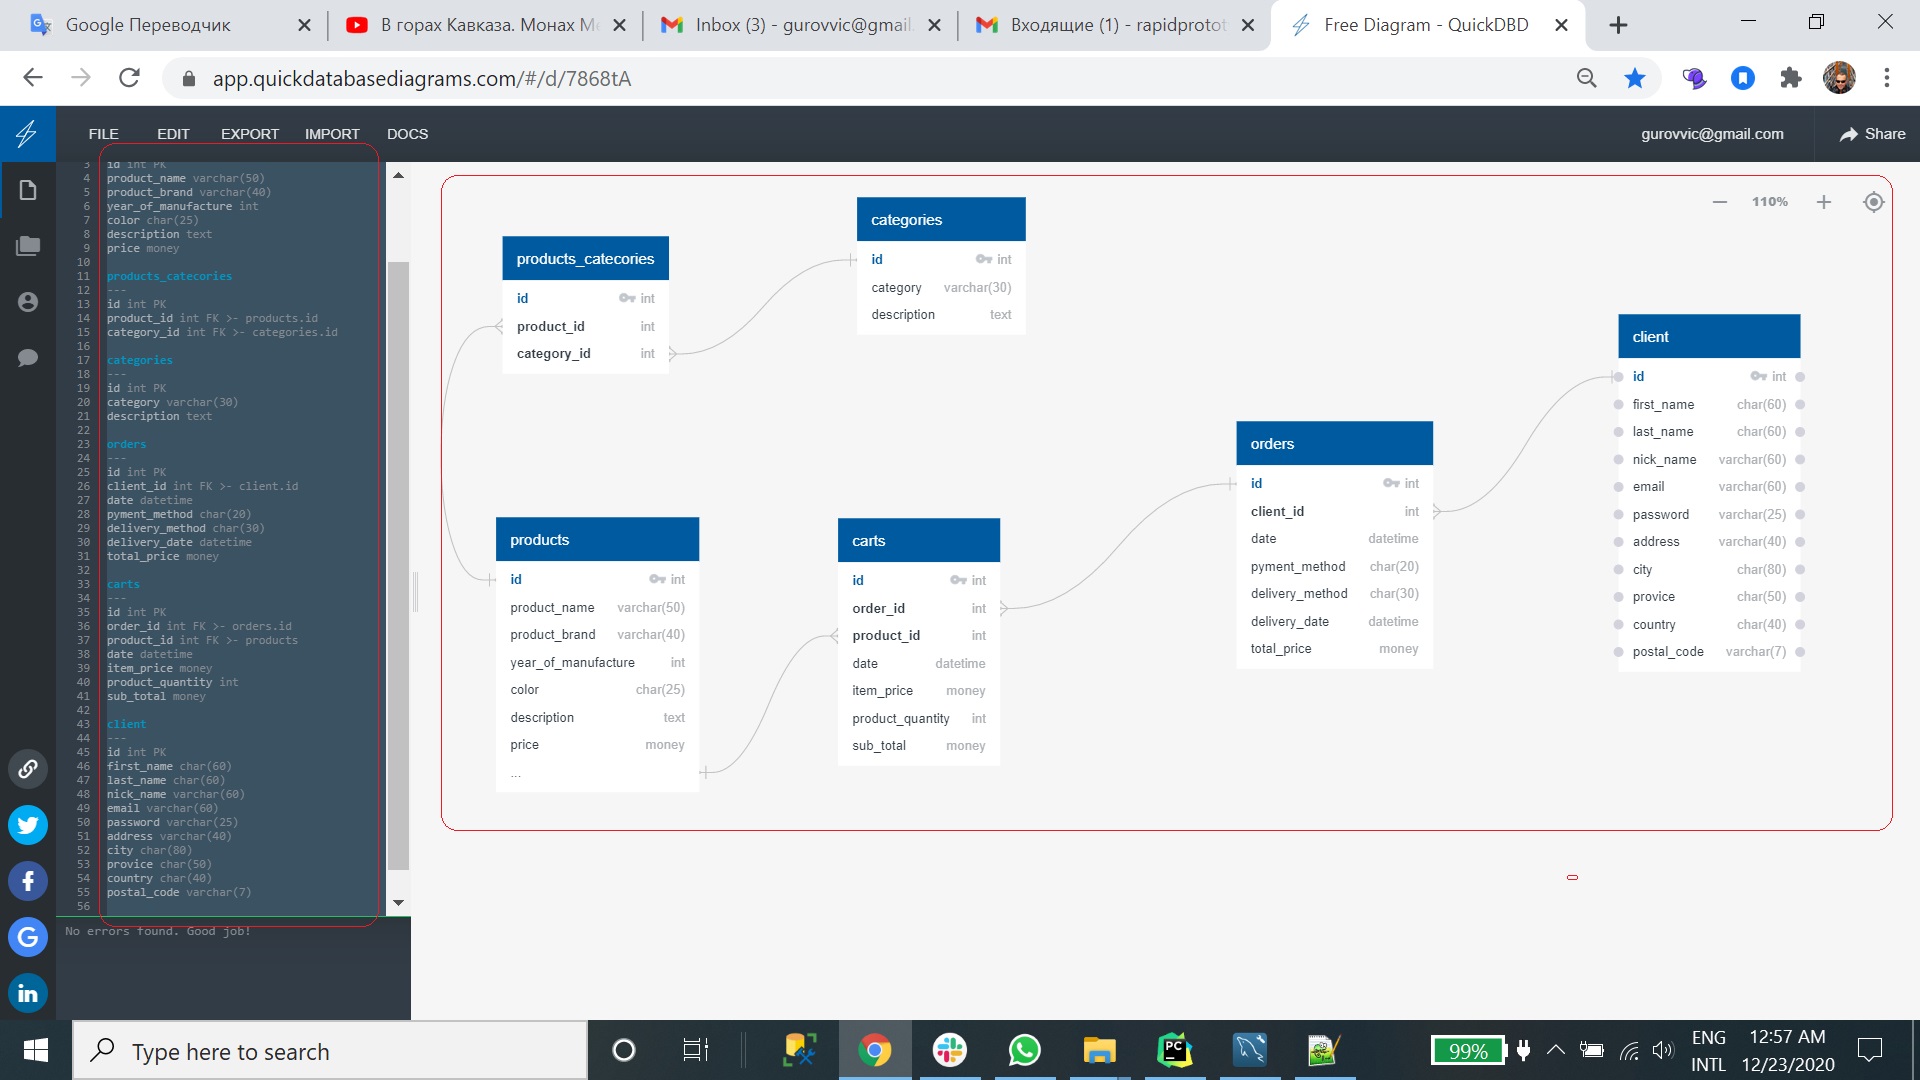 Google Переводчик
В горах Кавказа. Монах Ме
Inbox (3) - gurovvic@gmail.
Входящие (1) - rapidprotot
Free Diagram - QuickDBD
app.quickdatabasediagrams.com/#/d/7868tA
FILE EDIT EXPORT IMPORT DOCS
gurovvic@gmail.com
Share
3 id int PK
4 product_name varchar(50)
5 product_brand varchar(40)
6 year_of_manufacture int
7 color char(25)
8 description text
9 price money
10
11 products_catecories
12 ---
13 id int PK
14 product_id int FK >- products.id
15 category_id int FK >- categories.id
16
17 categories
18 ---
19 id int PK
20 category varchar(30)
21 description text
22
23 orders
24 ---
25 id int PK
26 client_id int FK >- client.id
27 date datetime
28 pyment_method char(20)
29 delivery_method char(30)
30 delivery_date datetime
31 total_price money
32
33 carts
34 ---
35 id int PK
36 order_id int FK >- orders.id
37 product_id int FK >- products
38 date datetime
39 item_price money
40 product_quantity int
41 sub_total money
42
43 client
44 ---
45 id int PK
46 first_name char(60)
47 last_name char(60)
48 nick_name varchar(60)
49 email varchar(60)
50 password varchar(25)
51 address varchar(40)
52 city char(80)
53 provice char(50)
54 country char(40)
55 postal_code varchar(7)
56
No errors found. Good job!
110%
products_catecories
id int
product_id int
category_id int
categories
id int
category varchar(30)
description text
products
id int
product_name varchar(50)
product_brand varchar(40)
year_of_manufacture int
color char(25)
description text
price money
...
carts
id int
order_id int
product_id int
date datetime
item_price money
product_quantity int
sub_total money
orders
id int
client_id int
date datetime
pyment_method char(20)
delivery_method char(30)
delivery_date datetime
total_price money
client
id int
first_name char(60)
last_name char(60)
nick_name varchar(60)
email varchar(60)
password varchar(25)
address varchar(40)
city char(80)
provice char(50)
country char(40)
postal_code varchar(7)
Type here to search
PC
99%
ENG
INTL
12:57 AM
12/23/2020